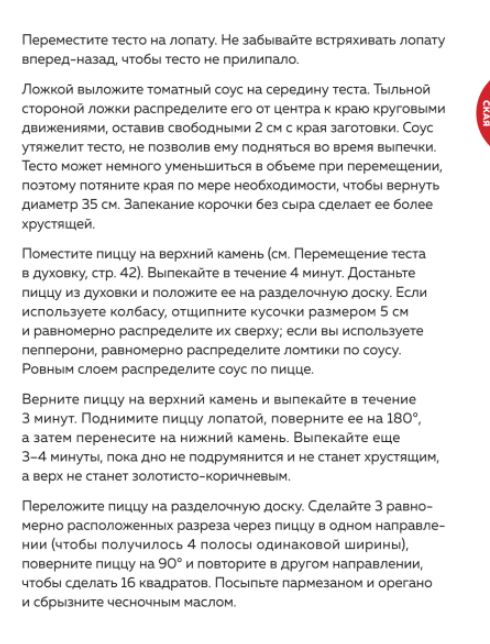 Переместите тесто на лопату. Не забывайте встряхивать лопату
вперед-назад, чтобы тесто не прилипало.
Ложкой выложите томатный соус на середину теста. Тыльной
стороной ложки распределите его от центра к краю круговыми
движениями, оставив свободными 2 см с края заготовки. Соус
утяжелит тесто, не позволив ему подняться во время выпечки.
Тесто может немного уменьшиться в объеме при перемещении,
поэтому потяните края по мере необходимости, чтобы вернуть
диаметр 35 см. Запекание корочки без сыра сделает ее более
хрустящей.
Поместите пиццу на верхний камень (см. Перемещение теста
в духовку, стр. 42). Выпекайте в течение 4 минут. Достаньте
пиццу из духовки и положите ее на разделочную доску. Если
используете колбасу, отщипните кусочки размером 5 см
и равномерно распределите их сверху; если вы используете
пепперони, равномерно распределите ломтики по соусу.
Ровным слоем распределите соус по пицце.
Верните пиццу на верхний камень и выпекайте в течение
3 минут. Поднимите пиццу лопатой, поверните ее на 180°,
а затем перенесите на нижний камень. Выпекайте еще
3–4 минуты, пока дно не подрумянится и не станет хрустящим,
а верх не станет золотисто-коричневым.
Переложите пиццу на разделочную доску. Сделайте 3 равно-
мерно расположенных разреза через пиццу в одном направле-
нии (чтобы получилось 4 полосы одинаковой ширины),
поверните пиццу на 90° и повторите в другом направлении,
чтобы сделать 16 квадратов. Посыпьте пармезаном и орегано
и сбрызните чесночным маслом.
СКАЯ